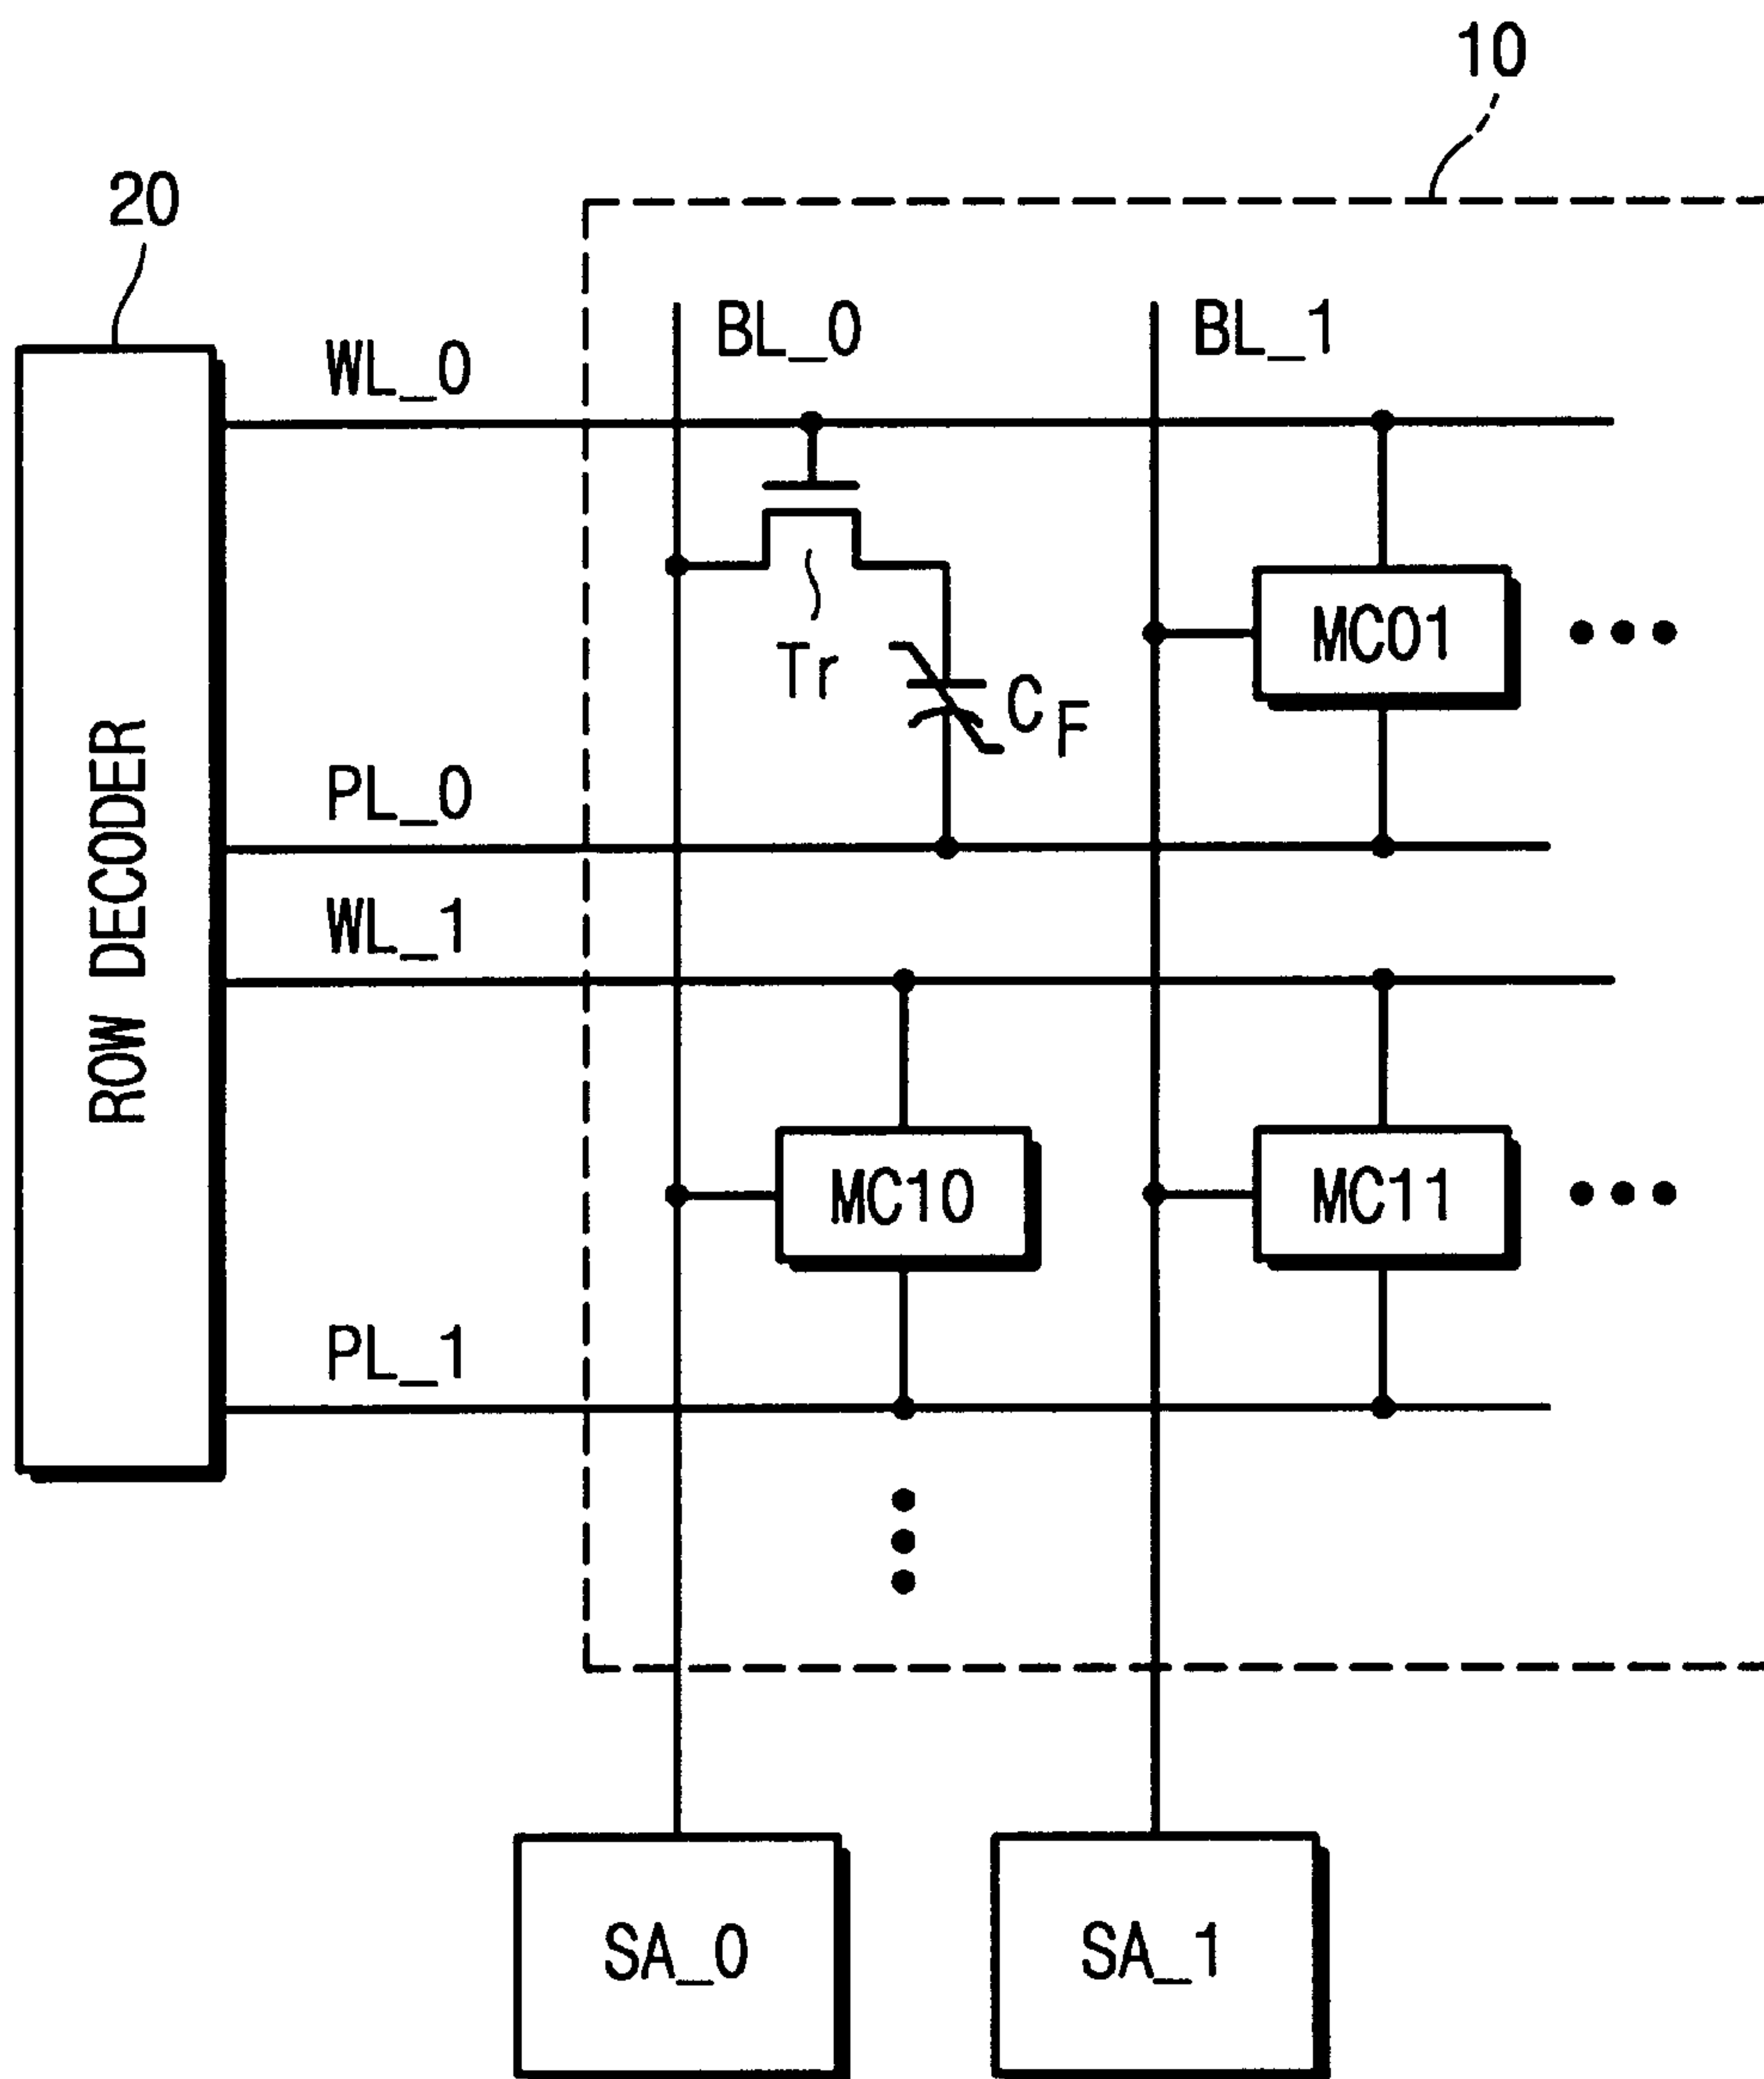 10
20
BL_0
BL_1
WL_0
MC01
Tr
CF
PL_0
ROW DECODER
WL_1
MC10
MC11
PL_1
SA_0
SA_1